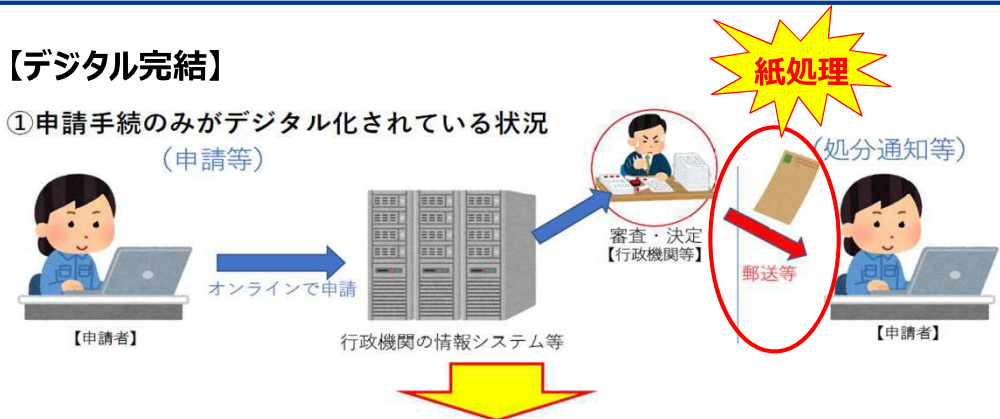 【デジタル完結】
紙処理
①申請手続のみがデジタル化されている状況
(申請等)
(処分通知等)
オンラインで申請
審査・決定
【行政機関等】
郵送等
【申請者】
行政機関の情報システム等
【申請者】